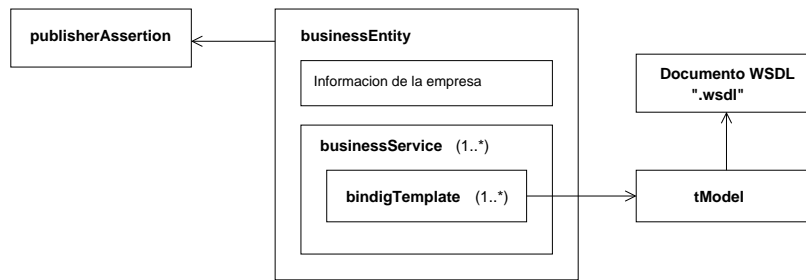 publisherAssertion
businessEntity
Informacion de la empresa
businessService (1..*)
bindigTemplate (1..*)
Documento WSDL
".wsdl"
tModel